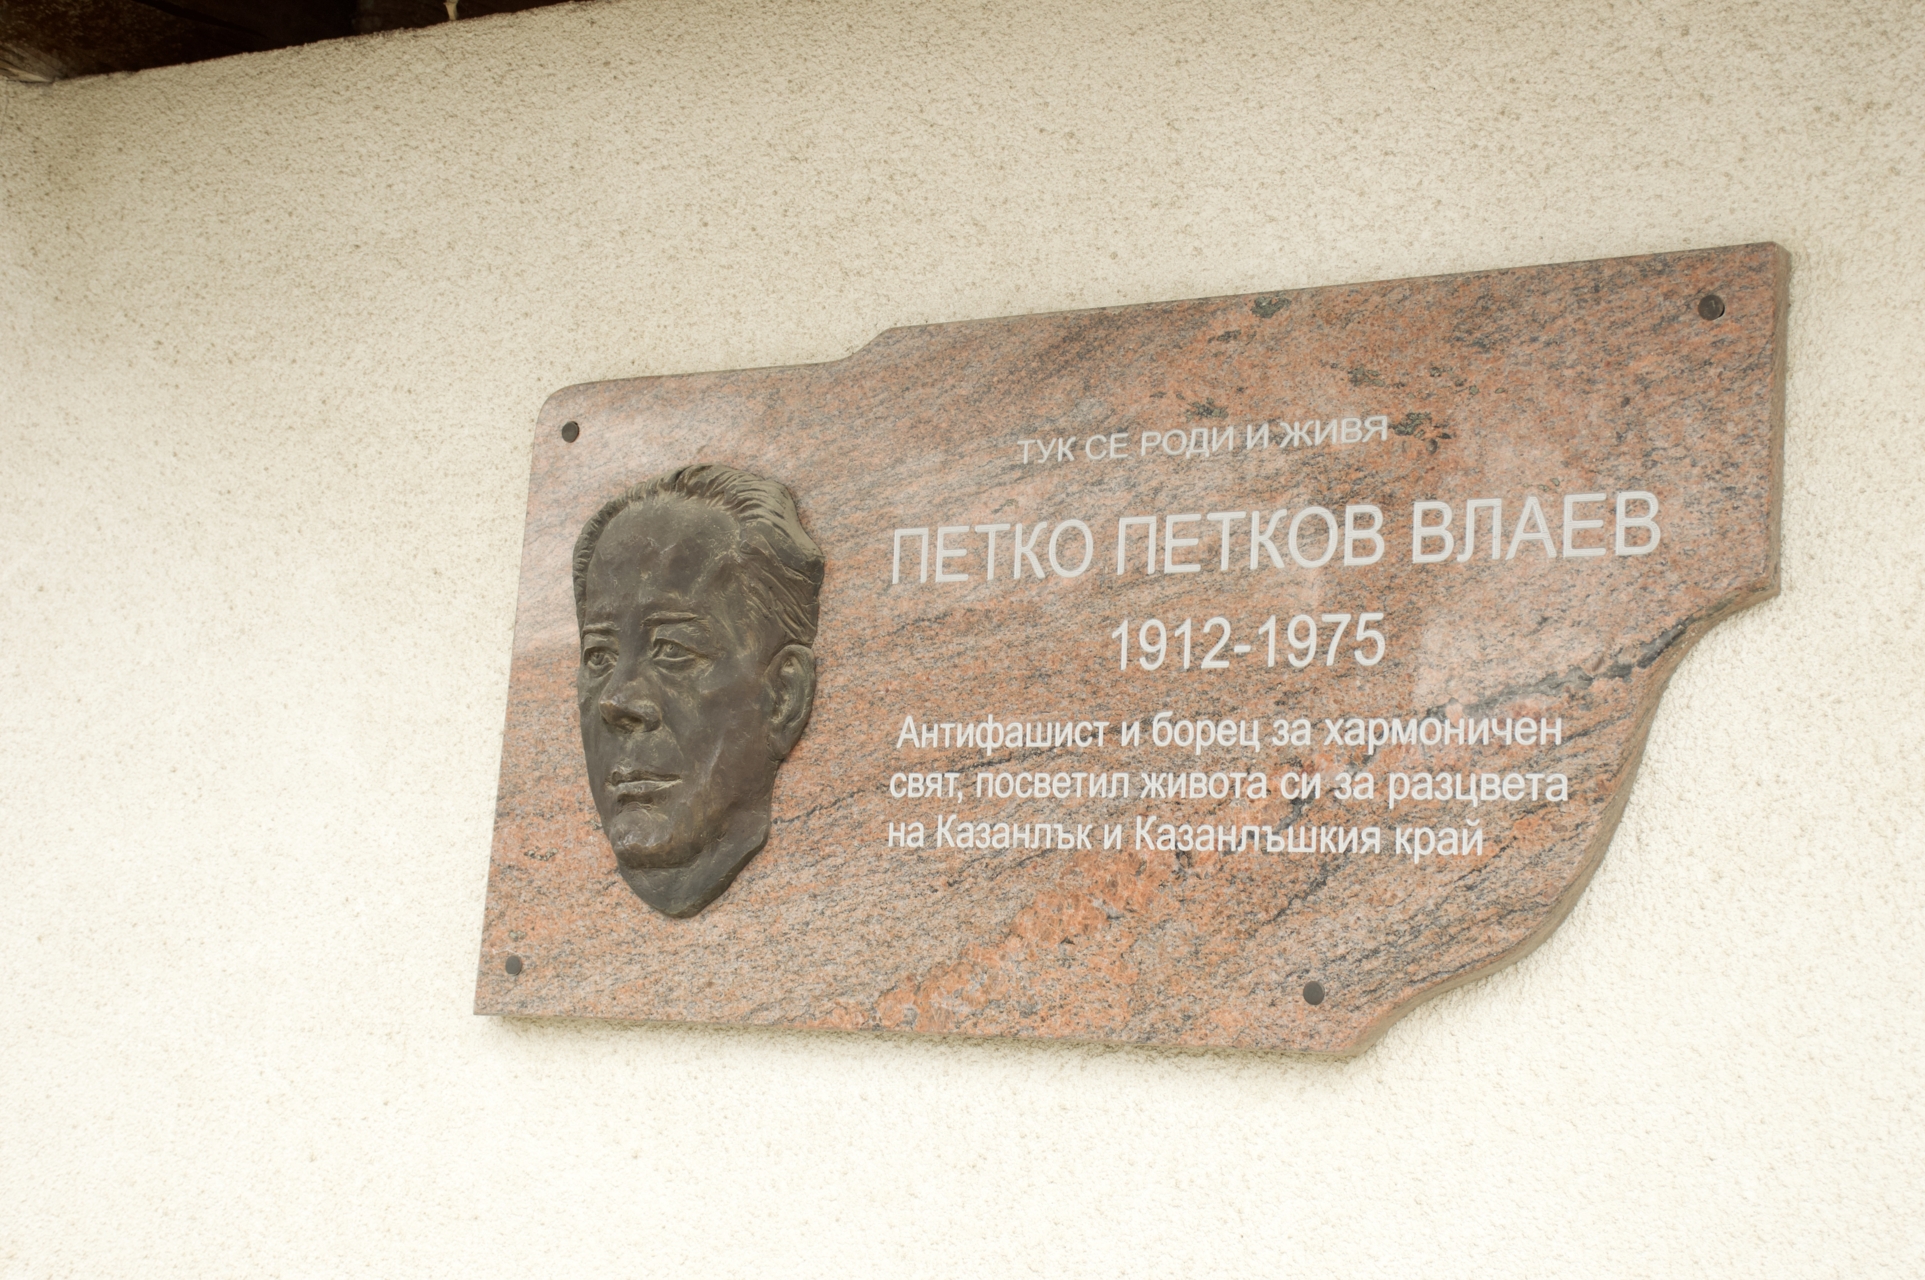 ТУК СЕ РОДИ И ЖИВЯ
ПЕТКО ПЕТКОВ ВЛАЕВ
1912-1975
Антифашист и борец за хармоничен
свят, посветил живота си за разцвета
на Казанлък и Казанлъшкия край